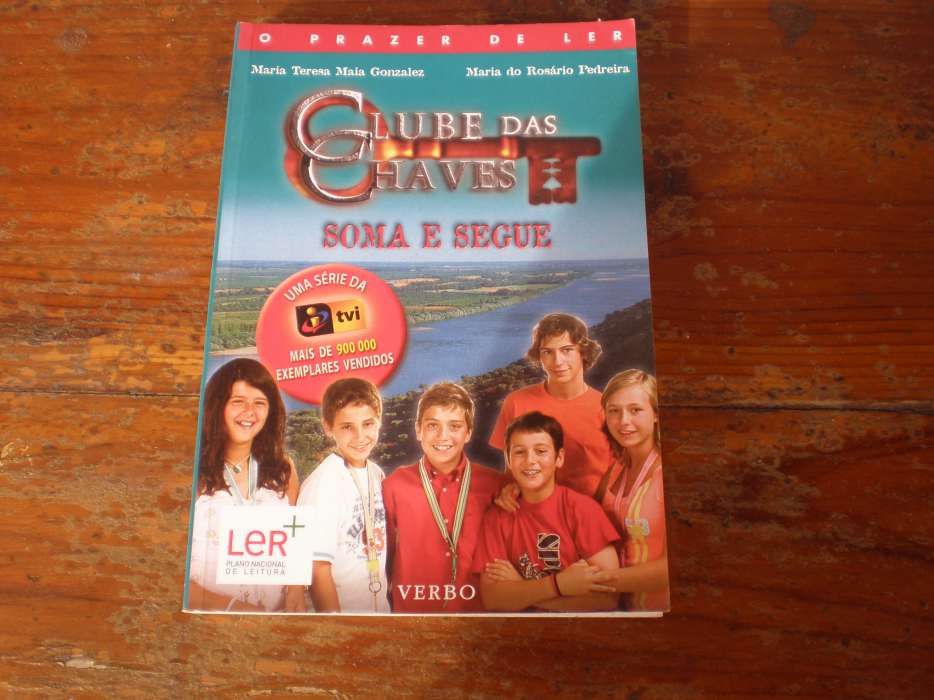 O PRAZER DE LER
Maria Teresa Maia Gonzalez Maria do Rosário Pedreira
CLUBE DAS
CHAVES
SOMA E SEGUE
UMA SÉRIE DA
tvi
MAIS DE 900 000
EXEMPLARES VENDIDOS
LeR+
PLANO NACIONAL
DE LEITURA
VERBO